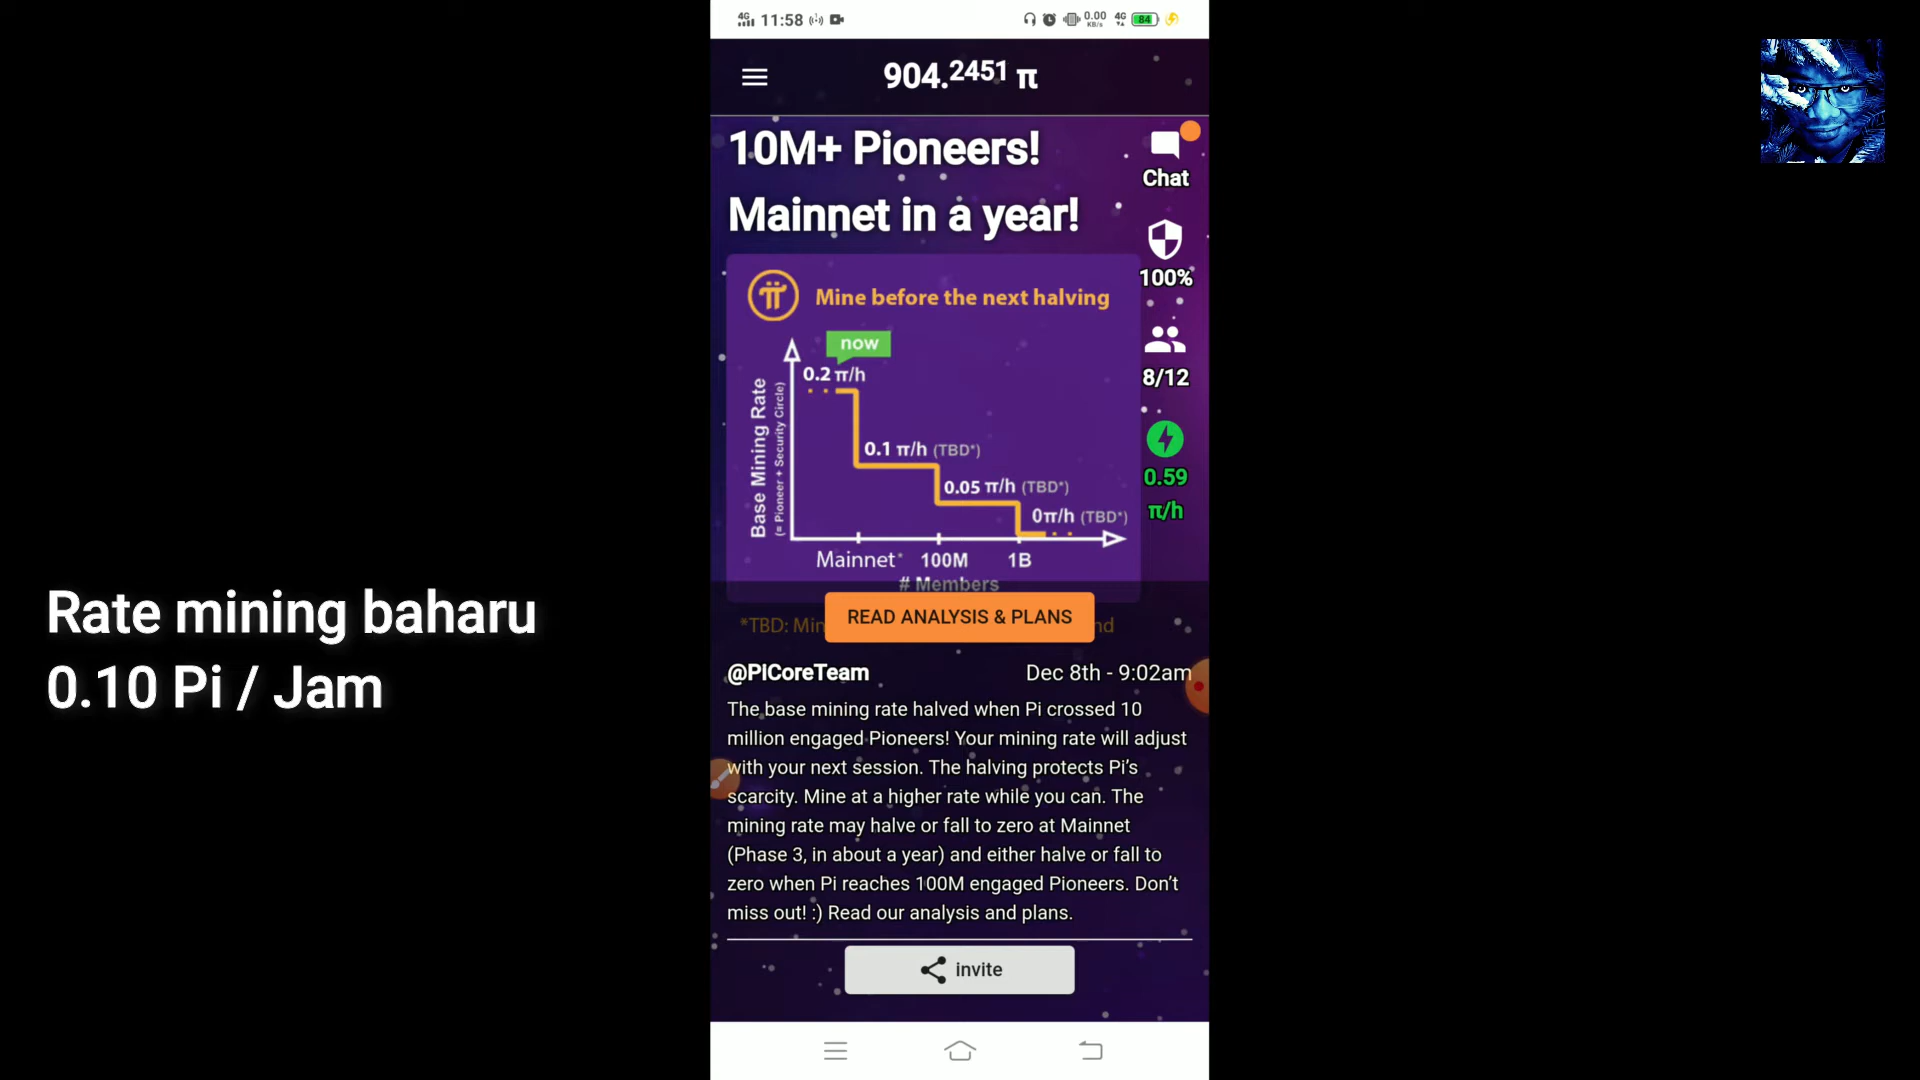 4G 11:58
0.00 KB/s 4G 84
904.2451 π
10M+ Pioneers!
Mainnet in a year!
Chat
100%
8/12
0.59
π/h
Mine before the next halving
now
0.2 π/h
0.1 π/h (TBD*)
0.05 π/h (TBD*)
0π/h (TBD*)
Base Mining Rate
(= Pioneer + Security Circle)
Mainnet* 100M 1B
# Members
*TBD:
READ ANALYSIS & PLANS
@PiCoreTeam Dec 8th - 9:02am
The base mining rate halved when Pi crossed 10
million engaged Pioneers! Your mining rate will adjust
with your next session. The halving protects Pi’s
scarcity. Mine at a higher rate while you can. The
mining rate may halve or fall to zero at Mainnet
(Phase 3, in about a year) and either halve or fall to
zero when Pi reaches 100M engaged Pioneers. Don’t
miss out! :) Read our analysis and plans.
invite
Rate mining baharu
0.10 Pi / Jam